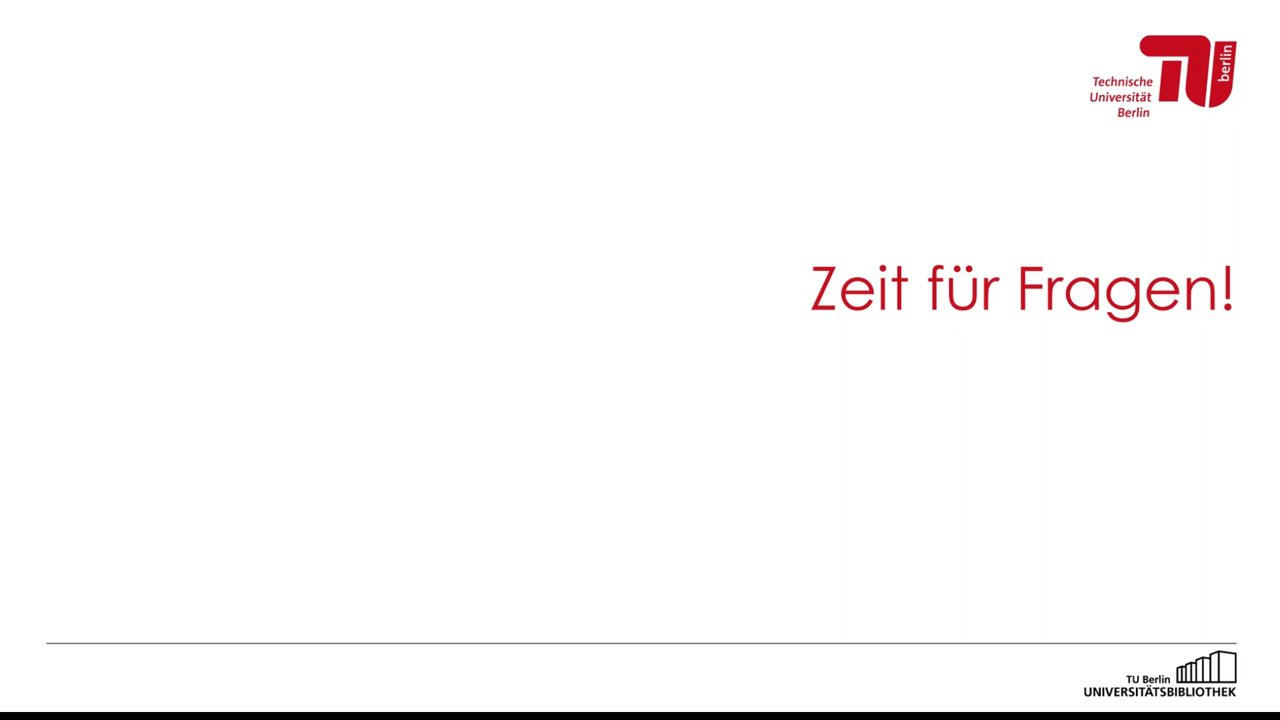 Technische
Universität
Berlin
berlin
Zeit für Fragen!
TU Berlin
UNIVERSITÄTSBIBLIOTHEK